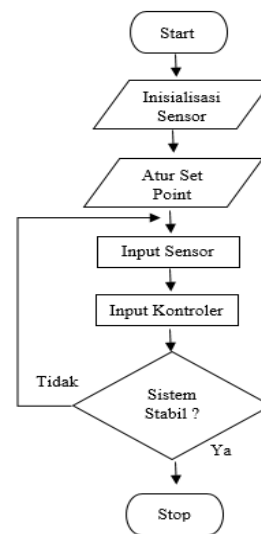 Start
Inisialisasi
Sensor
Atur Set
Point
Input Sensor
Input Kontroler
Tidak
Sistem
Stabil ?
Ya
Stop